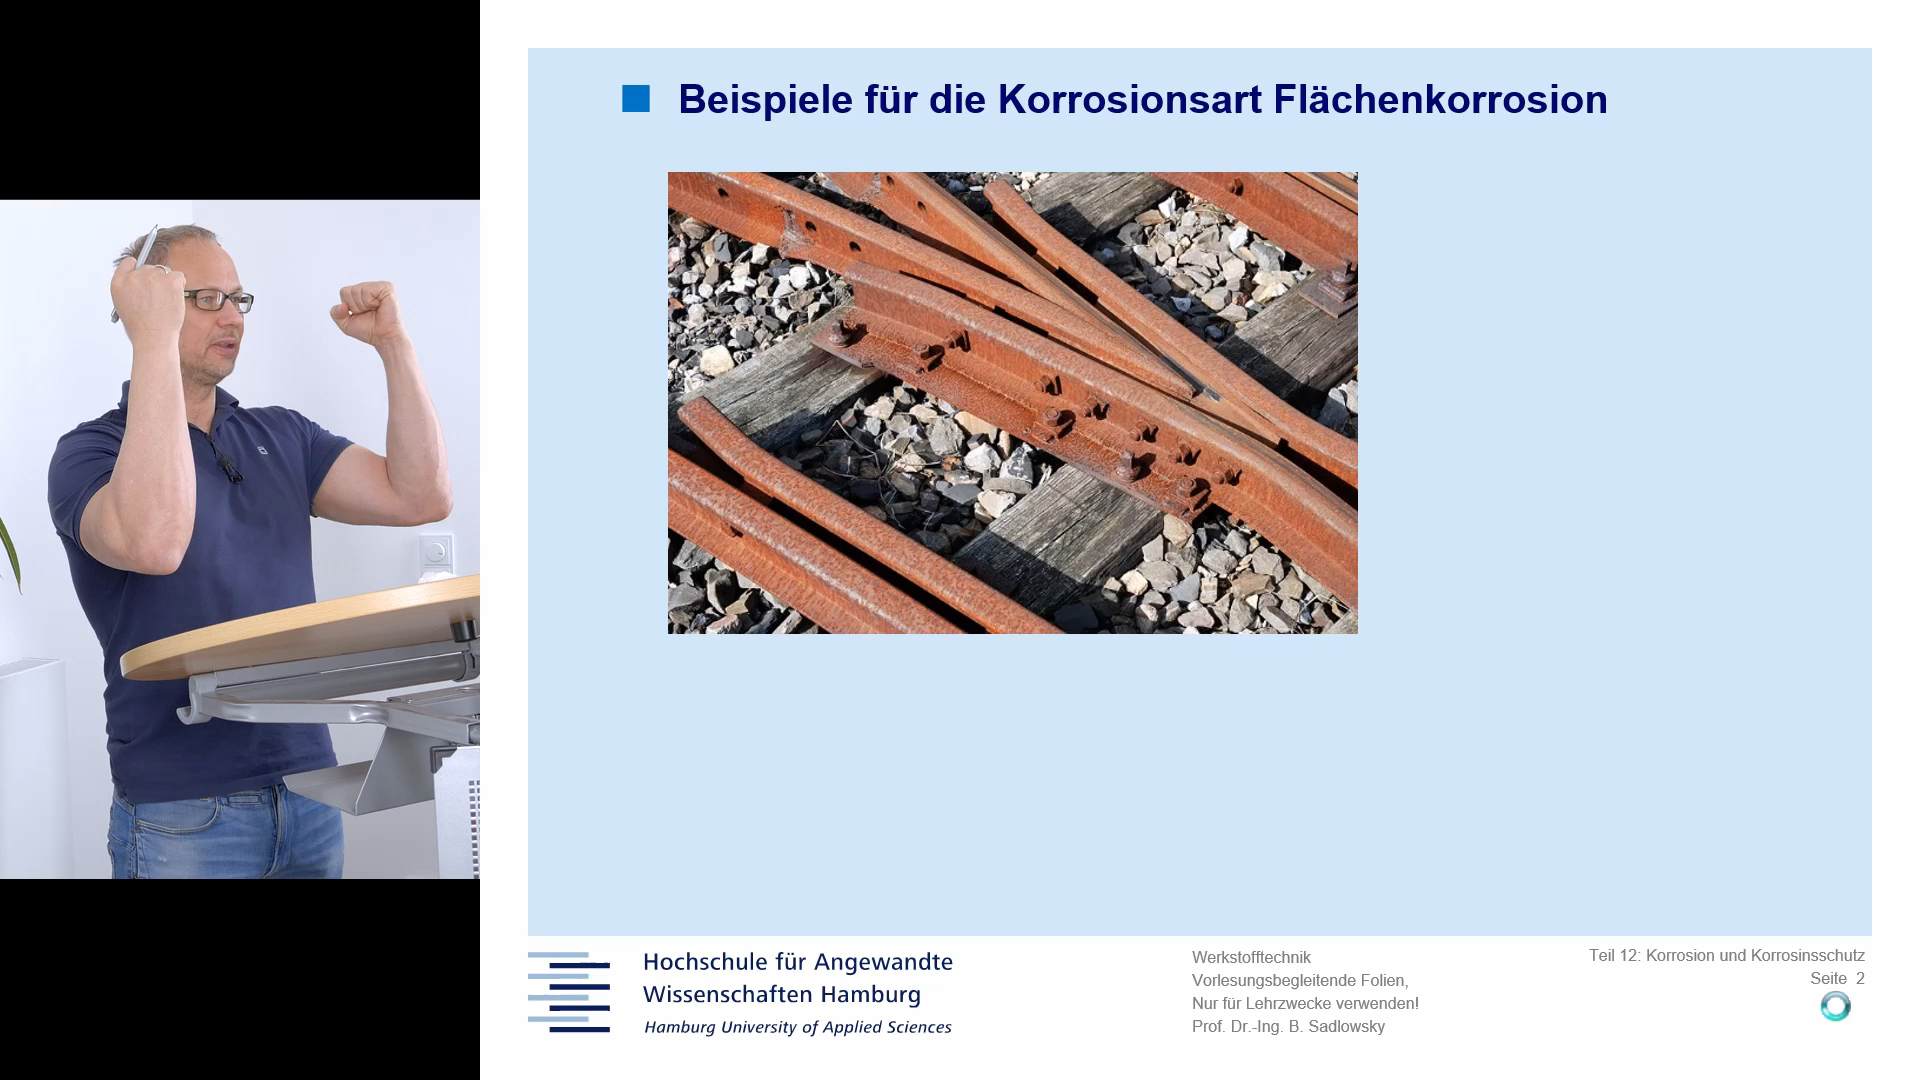 Beispiele für die Korrosionsart Flächenkorrosion
Hochschule für Angewandte
Wissenschaften Hamburg
Hamburg University of Applied Sciences
Werkstofftechnik
Vorlesungsbegleitende Folien,
Nur für Lehrzwecke verwenden!
Prof. Dr.-Ing. B. Sadlowsky
Teil 12: Korrosion und Korrosinsschutz
Seite 2